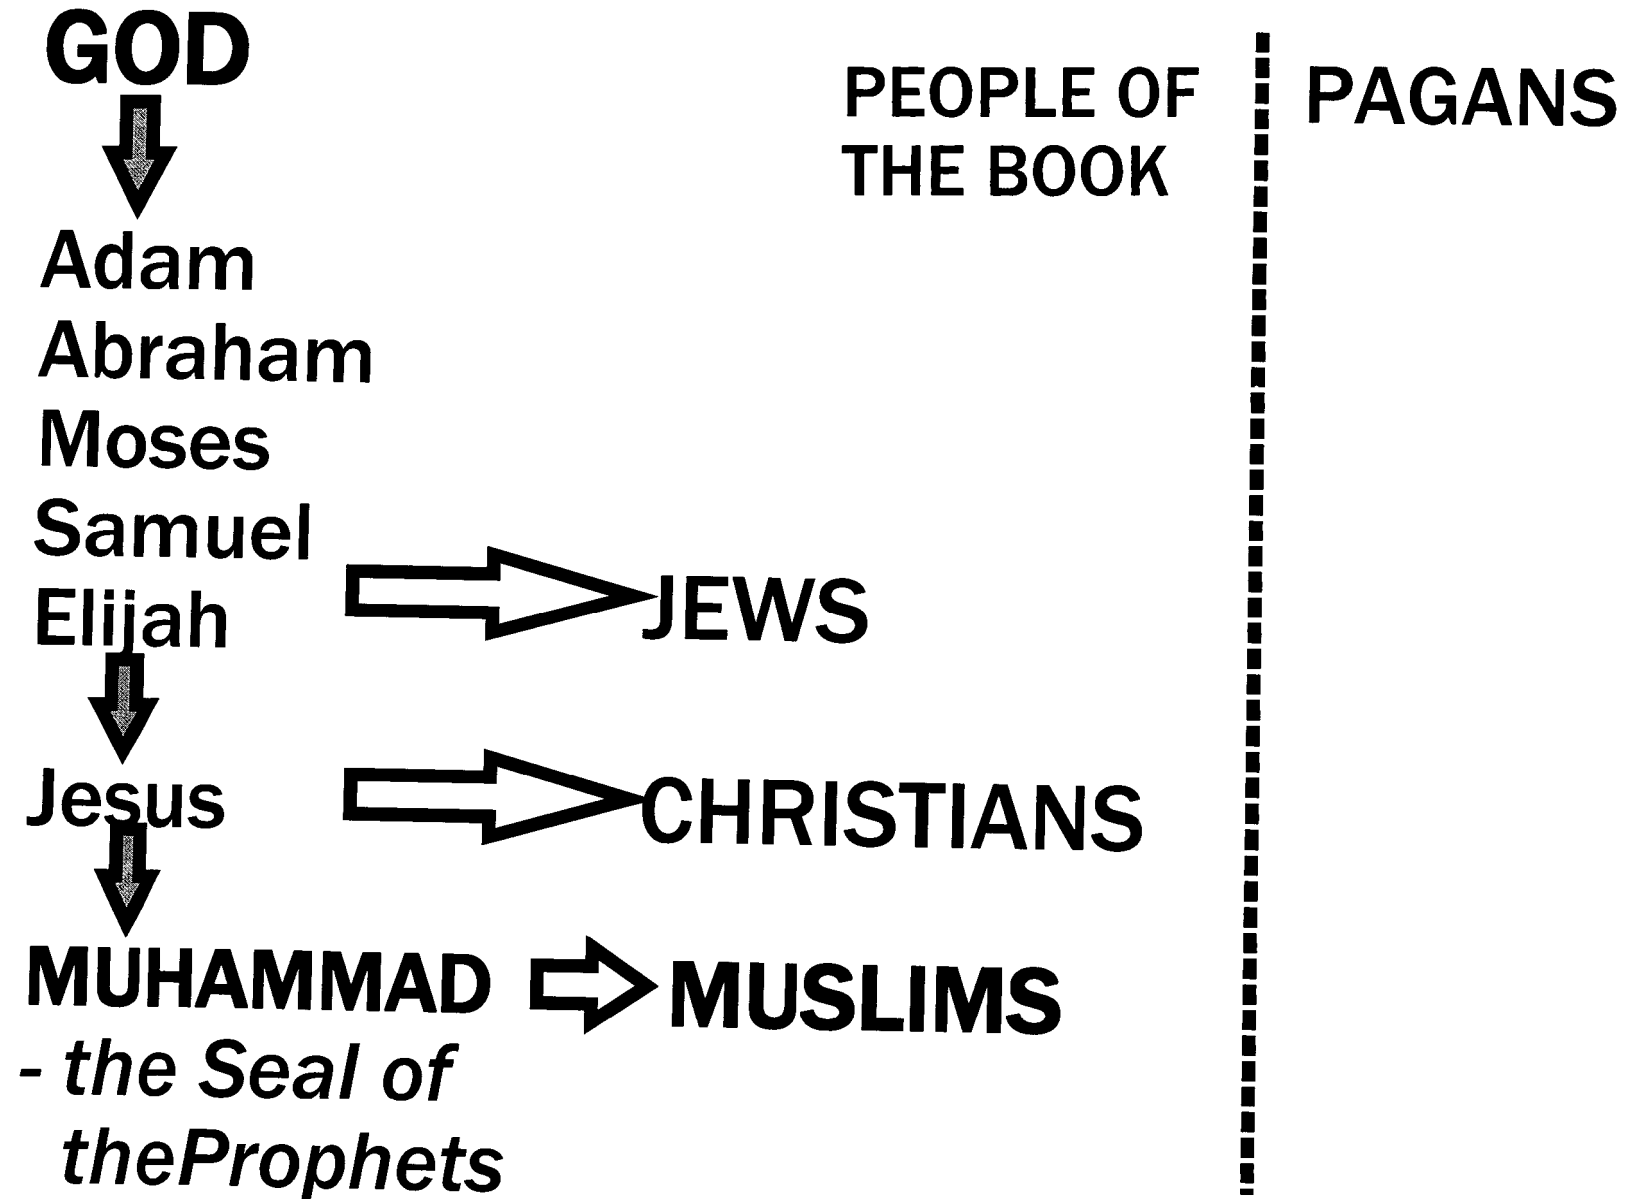 GOD
PEOPLE OF
THE BOOK
PAGANS
Adam
Abraham
Moses
Samuel
Elijah
JEWS
Jesus
CHRISTIANS
MUHAMMAD
MUSLIMS
- the Seal of
theProphets